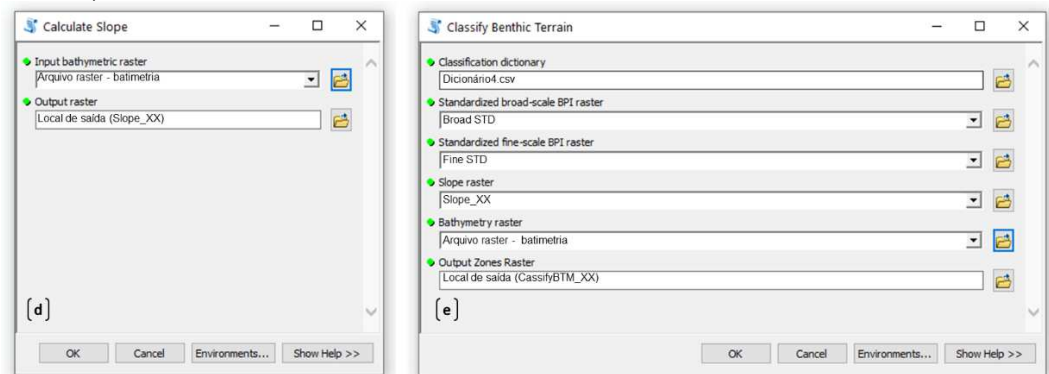 Calculate Slope
Input bathymetric raster
Arquivo raster - batimetria
Output raster
Local de saída (Slope_XX)
[d]
OK Cancel Environments... Show Help >>
Classify Benthic Terrain
Classification dictionary
Dicionário4.csv
Standardized broad-scale BPI raster
Broad STD
Standardized fine-scale BPI raster
Fine STD
Slope raster
Slope_XX
Bathymetry raster
Arquivo raster - batimetria
Output Zones Raster
Local de saída (CassifyBTM_XX)
[e]
OK Cancel Environments... Show Help >>